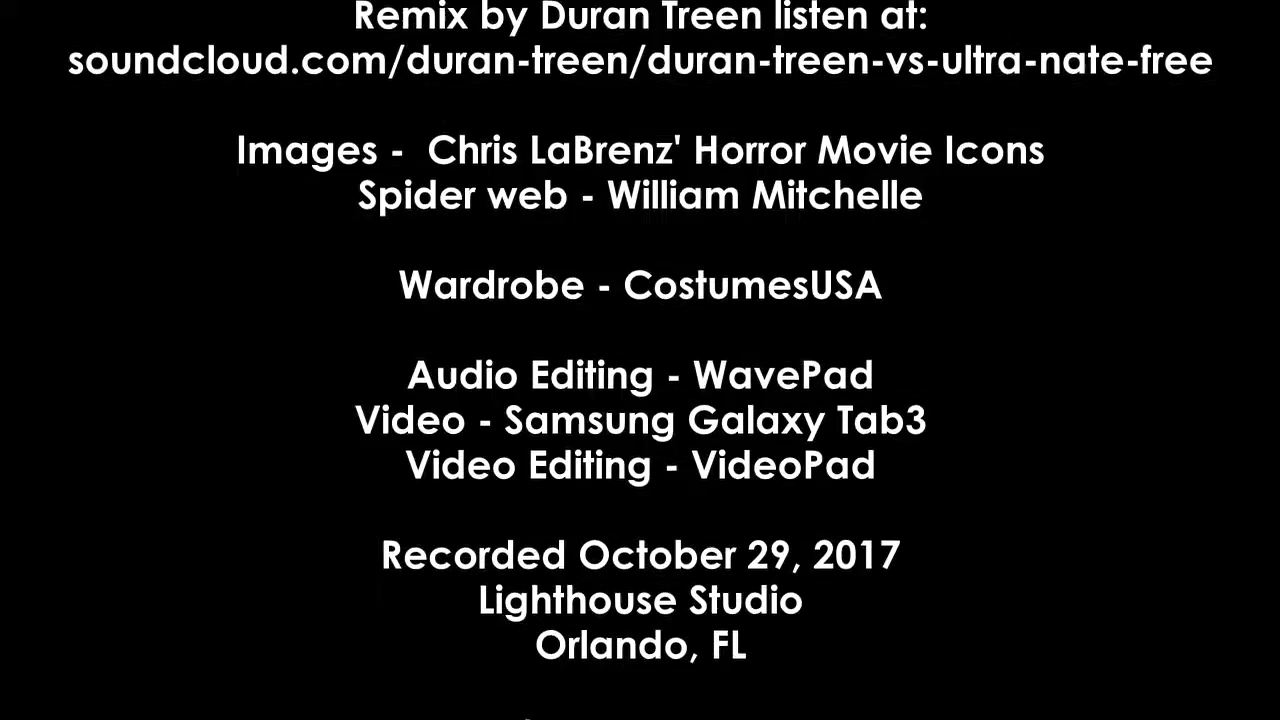 Remix by Duran Treen listen at:
soundcloud.com/duran-treen/duran-treen-vs-ultra-nate-free
Images -  Chris LaBrenz' Horror Movie Icons
Spider web - William Mitchelle
Wardrobe - CostumesUSA
Audio Editing - WavePad
Video - Samsung Galaxy Tab3
Video Editing - VideoPad
Recorded October 29, 2017
Lighthouse Studio
Orlando, FL